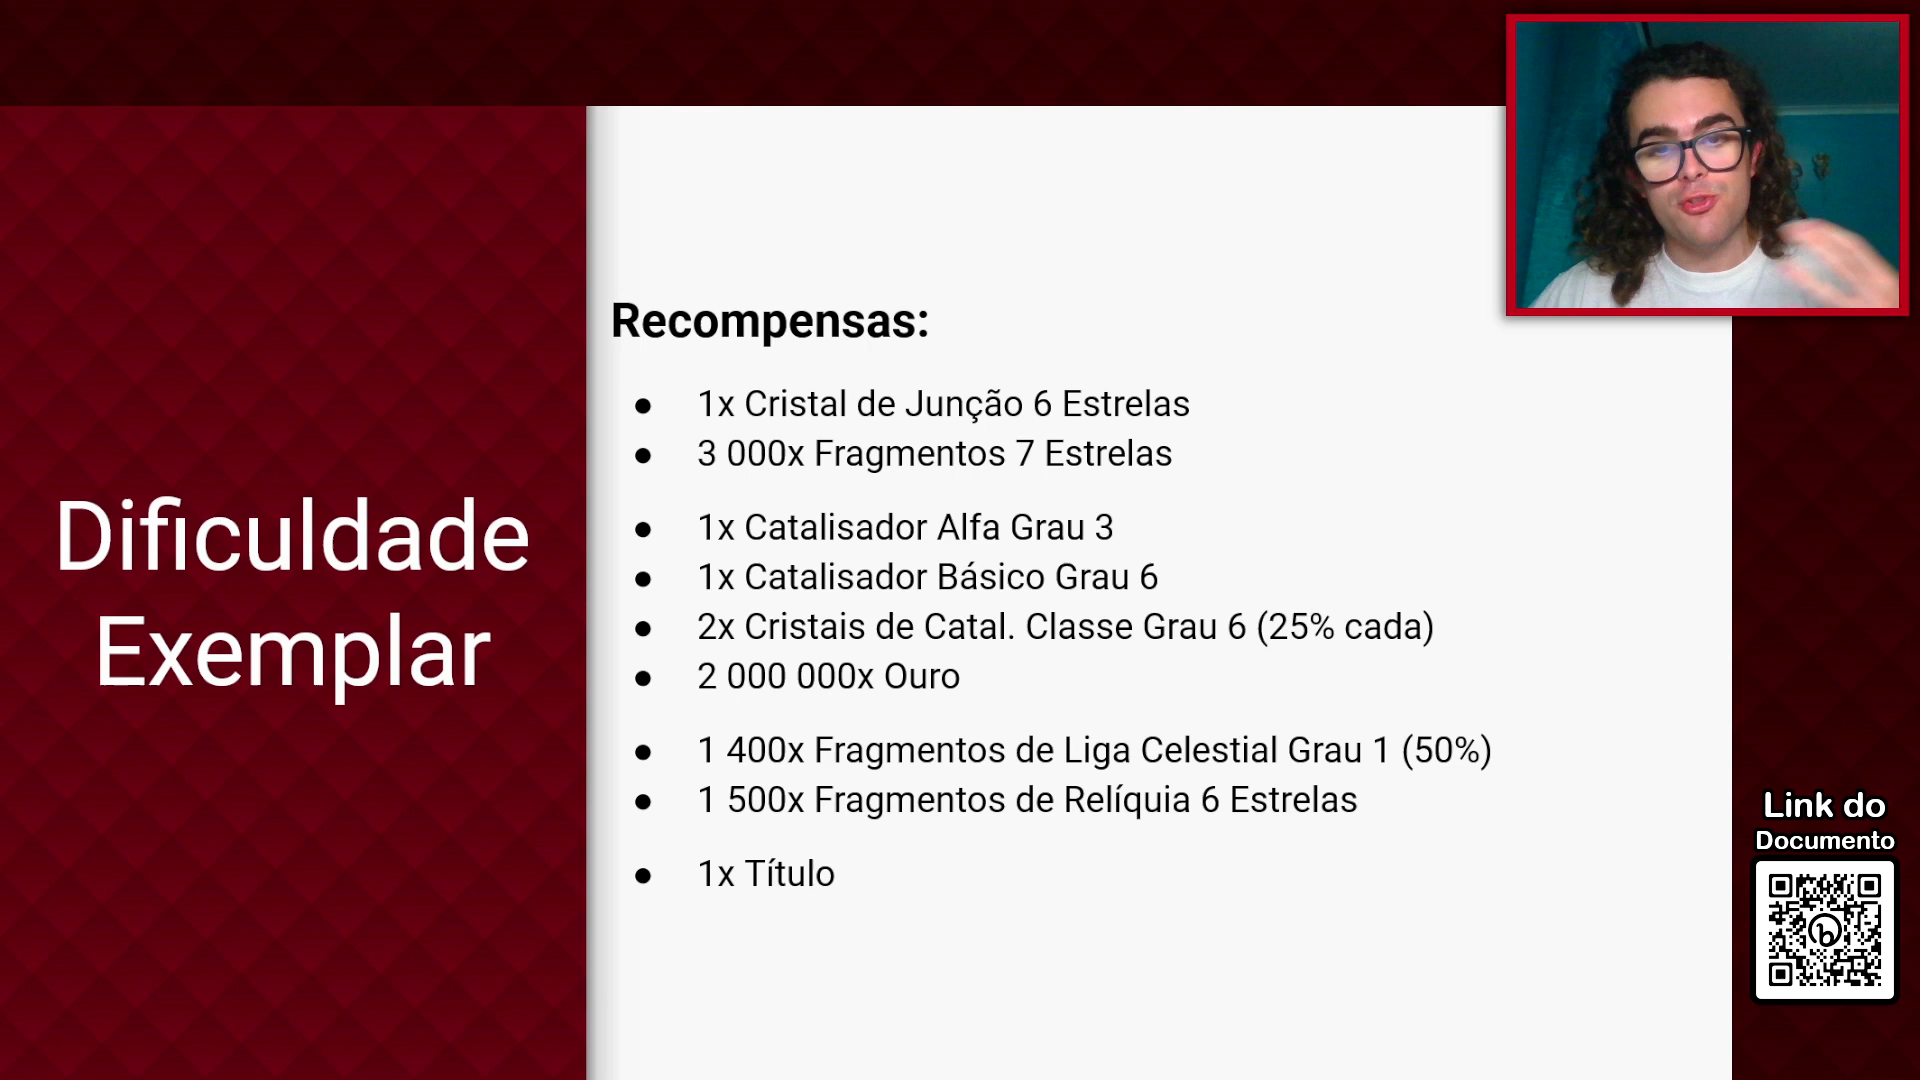 Dificuldade
Exemplar
Recompensas:
● 1x Cristal de Junção 6 Estrelas
● 3 000x Fragmentos 7 Estrelas
● 1x Catalisador Alfa Grau 3
● 1x Catalisador Básico Grau 6
● 2x Cristais de Catal. Classe Grau 6 (25% cada)
● 2 000 000x Ouro
● 1 400x Fragmentos de Liga Celestial Grau 1 (50%)
● 1 500x Fragmentos de Relíquia 6 Estrelas
● 1x Título
Link do
Documento
b